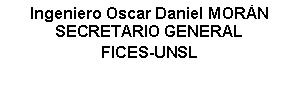 Ingeniero Oscar Daniel MORÁN
SECRETARIO GENERAL
FICES-UNSL